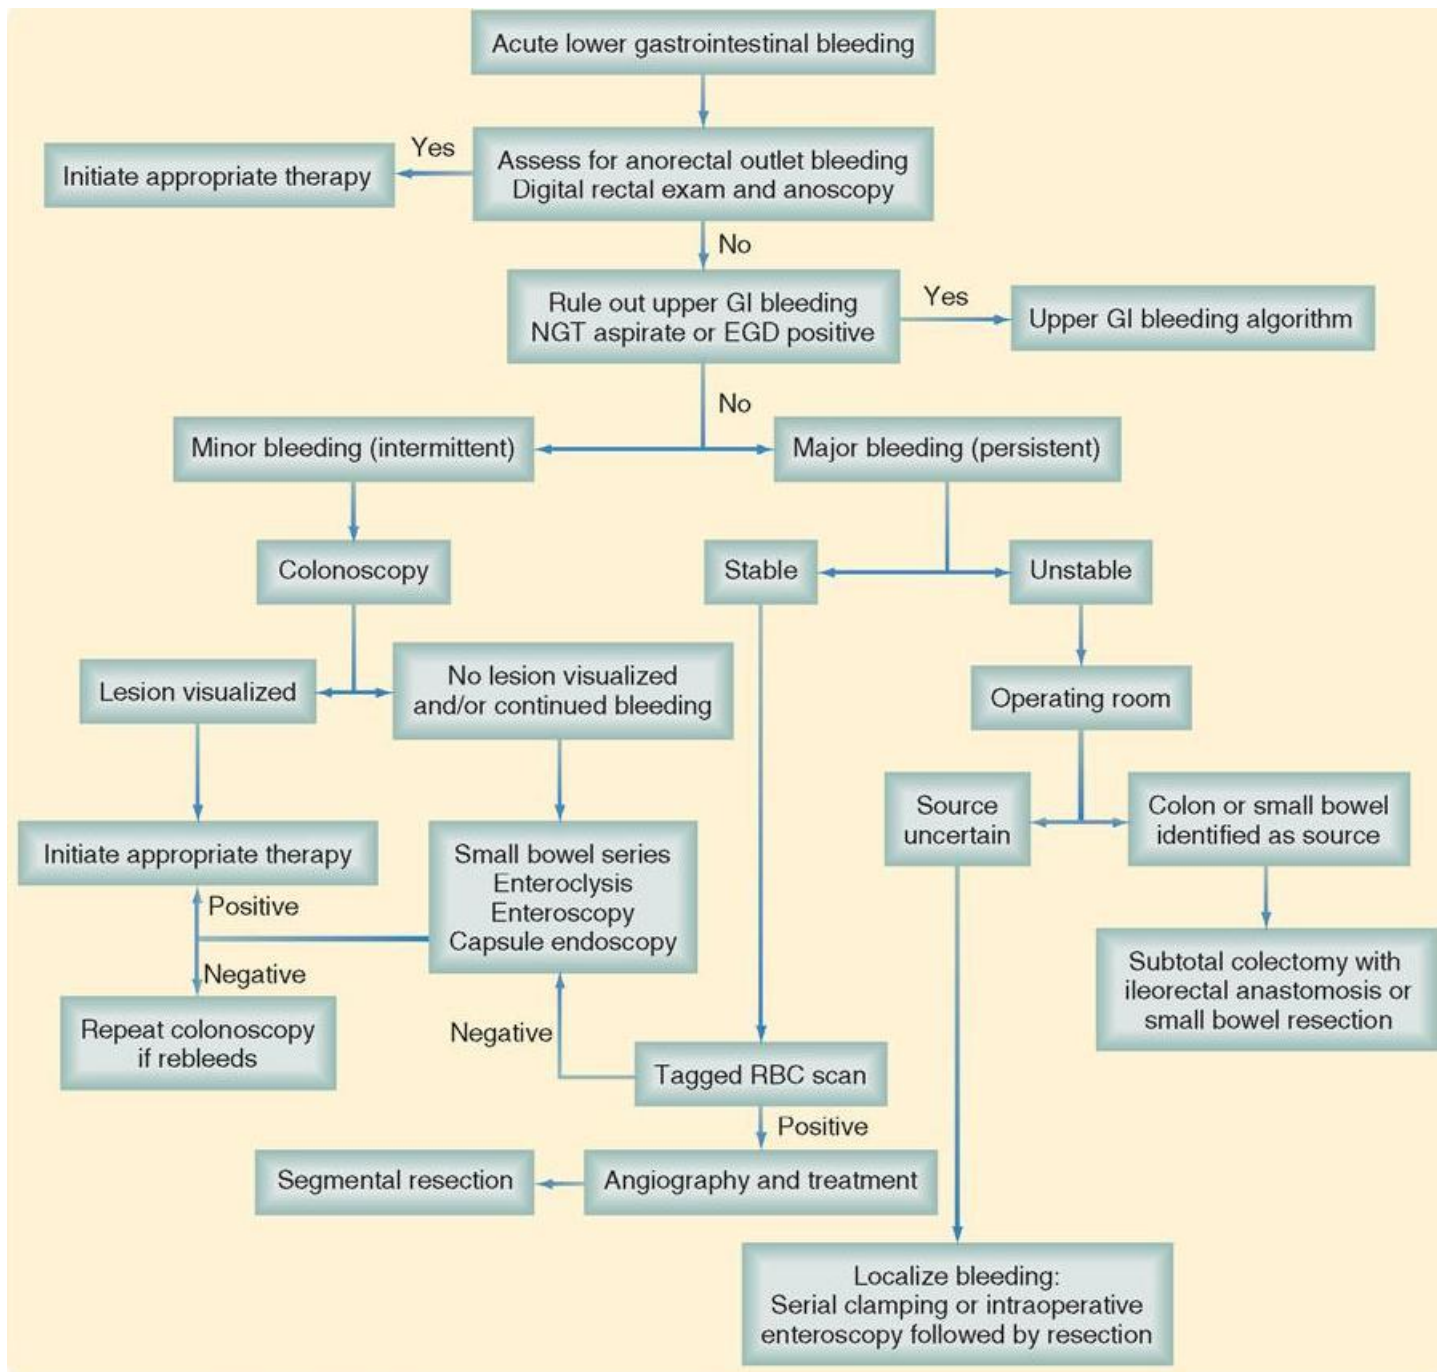 Acute lower gastrointestinal bleeding
Yes
Initiate appropriate therapy
Assess for anorectal outlet bleeding
Digital rectal exam and anoscopy
No
Rule out upper GI bleeding
NGT aspirate or EGD positive
Yes
Upper GI bleeding algorithm
No
Minor bleeding (intermittent)
Major bleeding (persistent)
Colonoscopy
Stable
Unstable
Lesion visualized
No lesion visualized
and/or continued bleeding
Operating room
Initiate appropriate therapy
Small bowel series
Enteroclysis
Enteroscopy
Capsule endoscopy
Source
uncertain
Colon or small bowel
identified as source
Positive
Negative
Repeat colonoscopy
if rebleeds
Negative
Subtotal colectomy with
ileorectal anastomosis or
small bowel resection
Tagged RBC scan
Positive
Segmental resection
Angiography and treatment
Localize bleeding:
Serial clamping or intraoperative
enteroscopy followed by resection